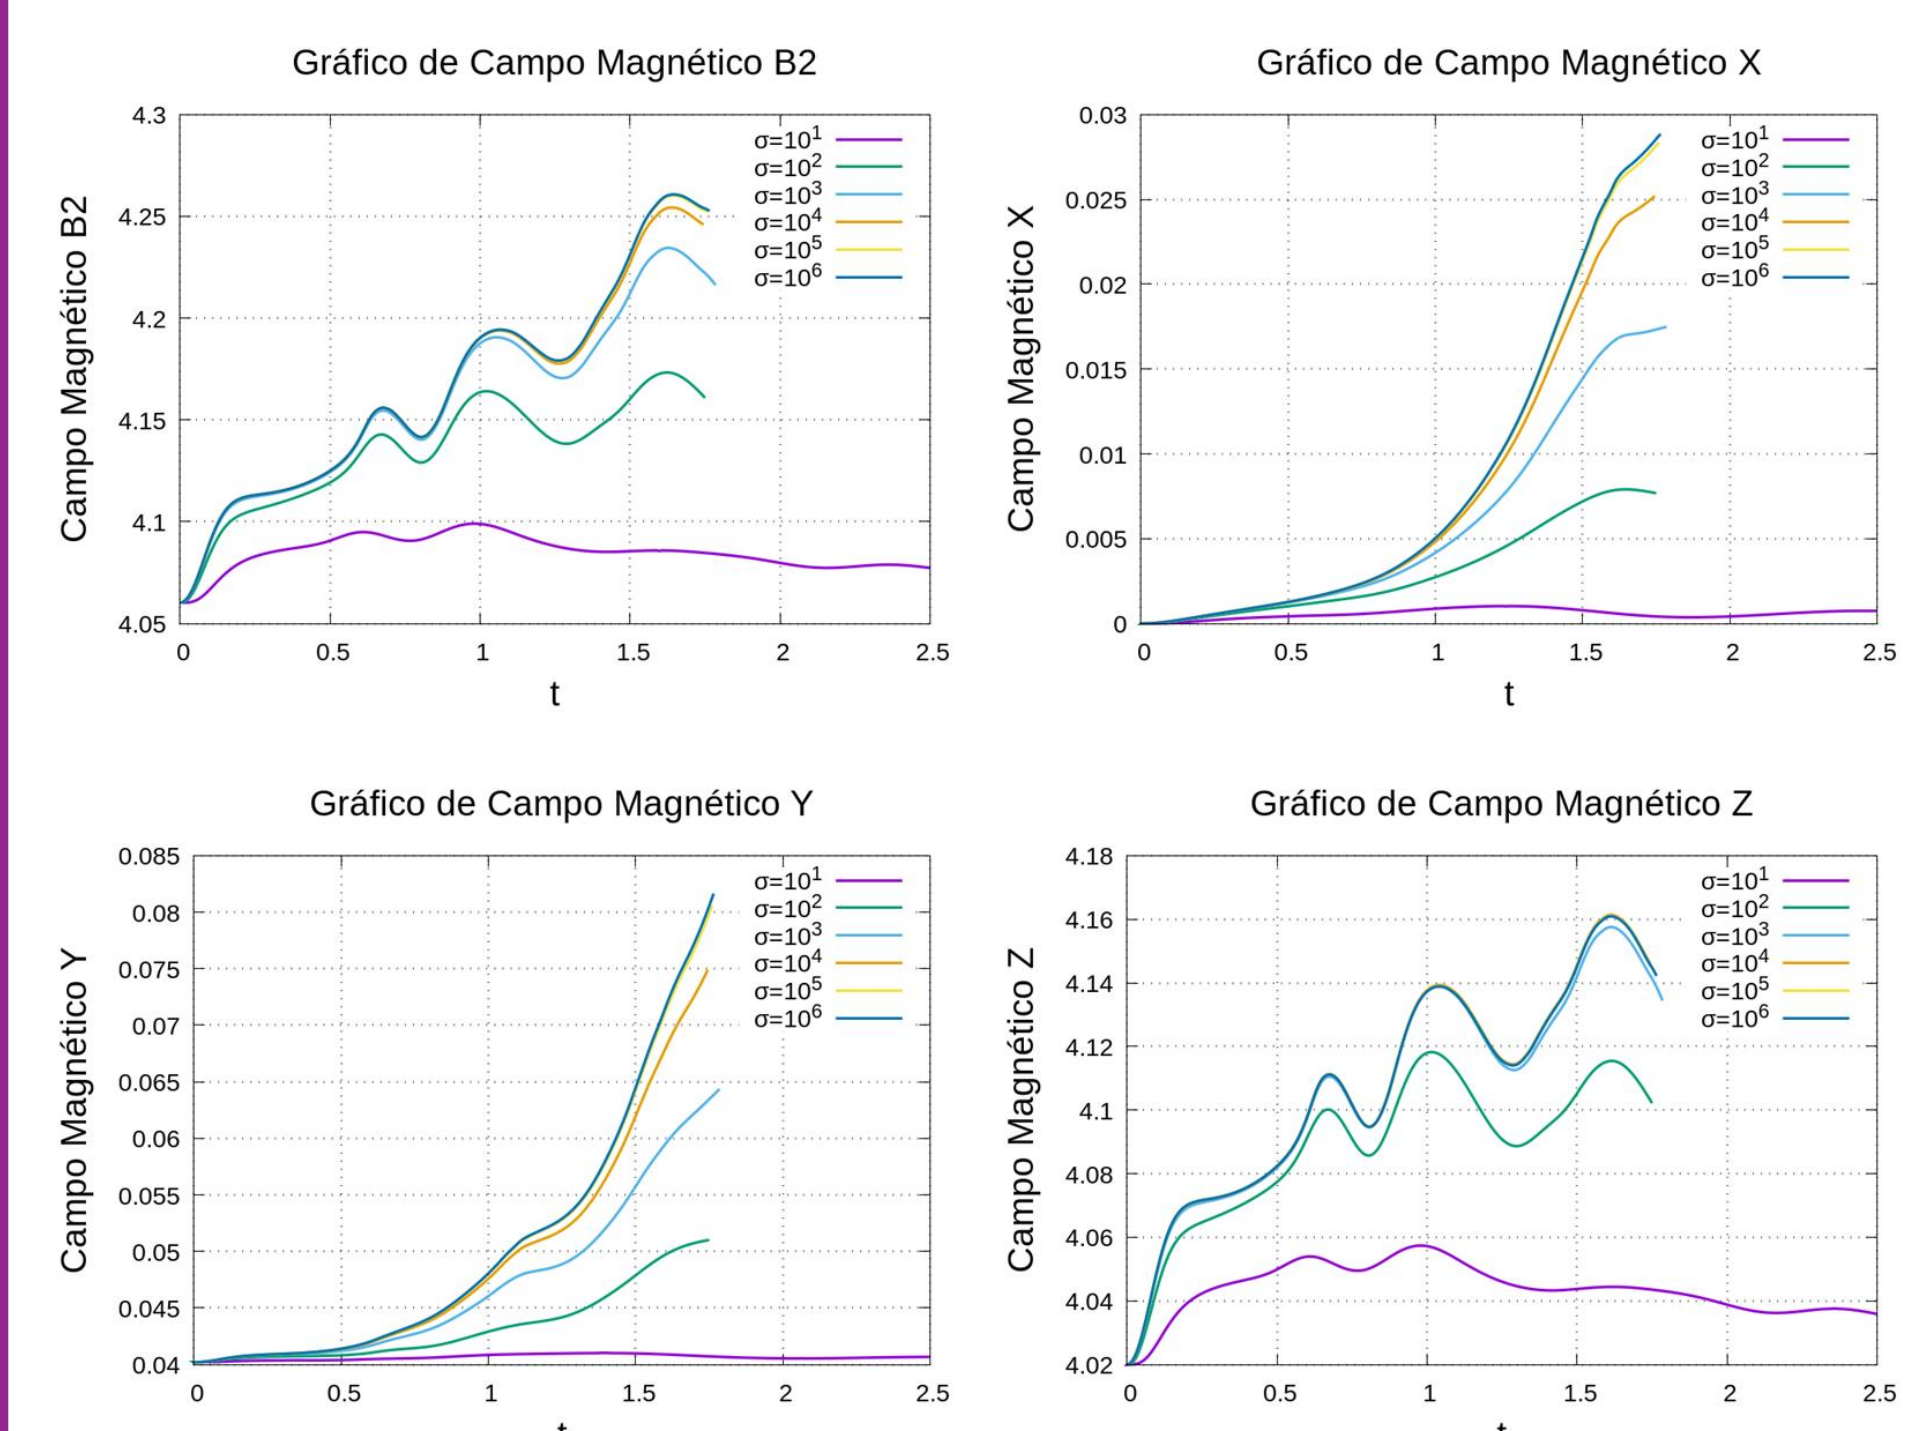 Gráfico de Campo Magnético B2
Campo Magnético B2
4.3
4.25
4.2
4.15
4.1
4.05
0 0.5 1 1.5 2 2.5
t
σ=10¹
σ=10²
σ=10³
σ=10⁴
σ=10⁵
σ=10⁶
Gráfico de Campo Magnético X
Campo Magnético X
0.03
0.025
0.02
0.015
0.01
0.005
0
0 0.5 1 1.5 2 2.5
t
σ=10¹
σ=10²
σ=10³
σ=10⁴
σ=10⁵
σ=10⁶
Gráfico de Campo Magnético Y
Campo Magnético Y
0.085
0.08
0.075
0.07
0.065
0.06
0.055
0.05
0.045
0.04
0 0.5 1 1.5 2 2.5
t
σ=10¹
σ=10²
σ=10³
σ=10⁴
σ=10⁵
σ=10⁶
Gráfico de Campo Magnético Z
Campo Magnético Z
4.18
4.16
4.14
4.12
4.1
4.08
4.06
4.04
4.02
0 0.5 1 1.5 2 2.5
t
σ=10¹
σ=10²
σ=10³
σ=10⁴
σ=10⁵
σ=10⁶